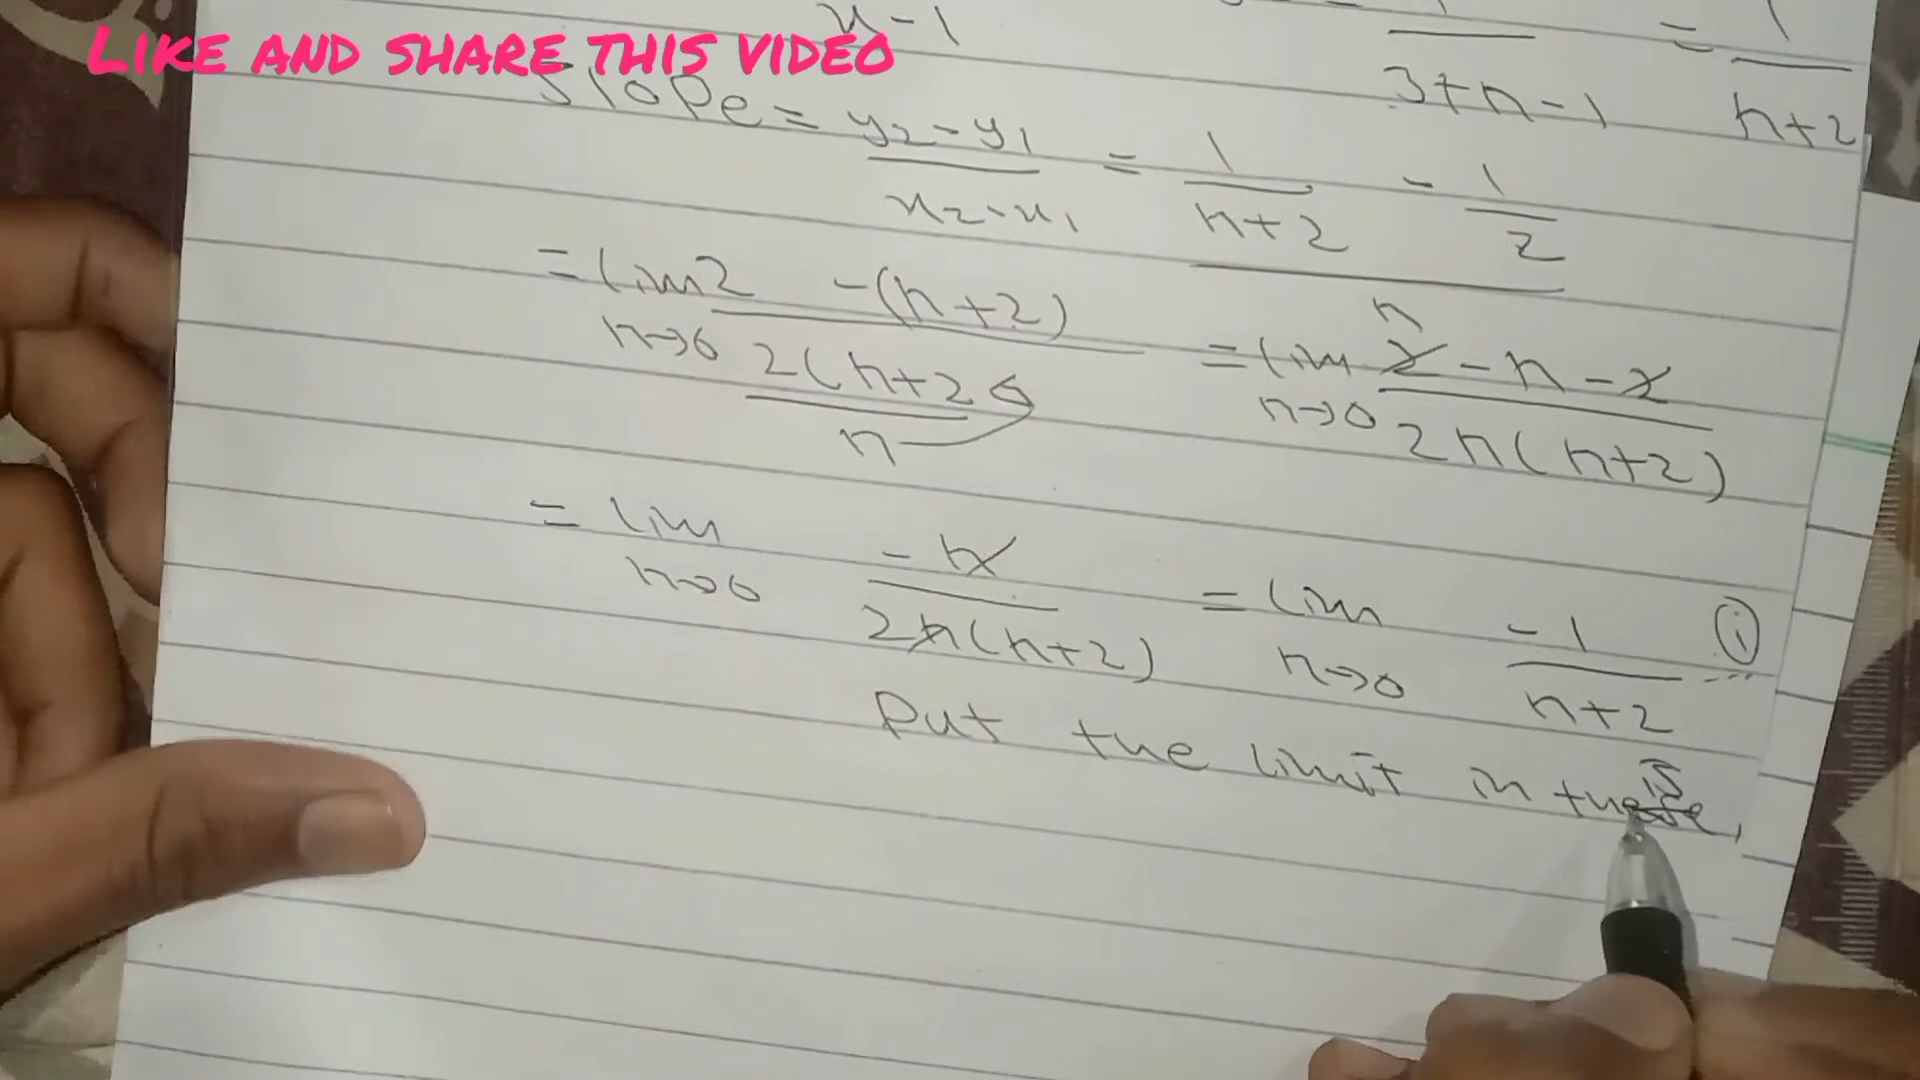 LIKE AND SHARE THIS VIDEO
x-1
3+h-1 = 1/h+2
Slope = y2-y1/x2-x1 = 1/h+2 - 1/2 / h
= lim h→0 2 -(h+2) / 2(h+2 / h = lim h→0 2-h-2 / 2h(h+2)
= lim h→0 -h / 2h(h+2) = lim h→0 -1 / h+2 (i)
Put the limit in this,